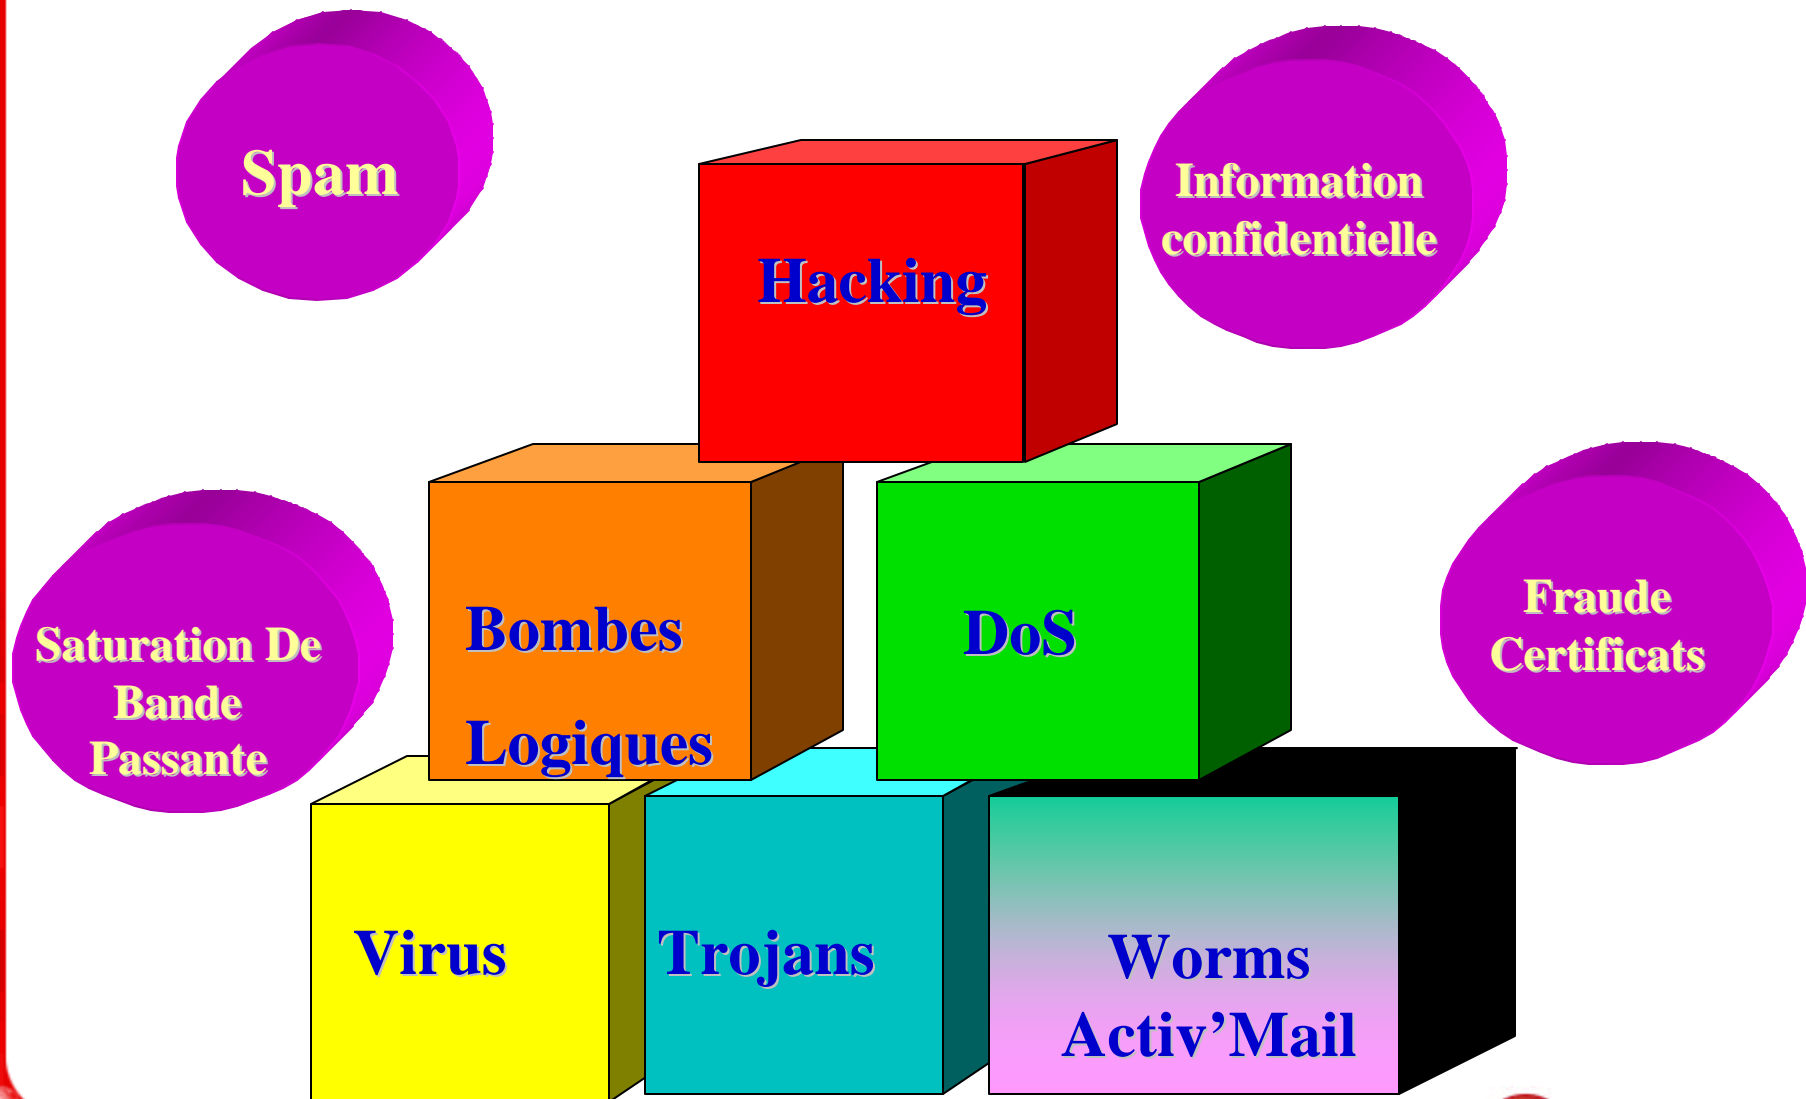 Spam
Information
confidentielle
Hacking
Bombes
Logiques
DoS
Saturation De
Bande
Passante
Fraude
Certificats
Virus
Trojans
Worms
Activ’Mail